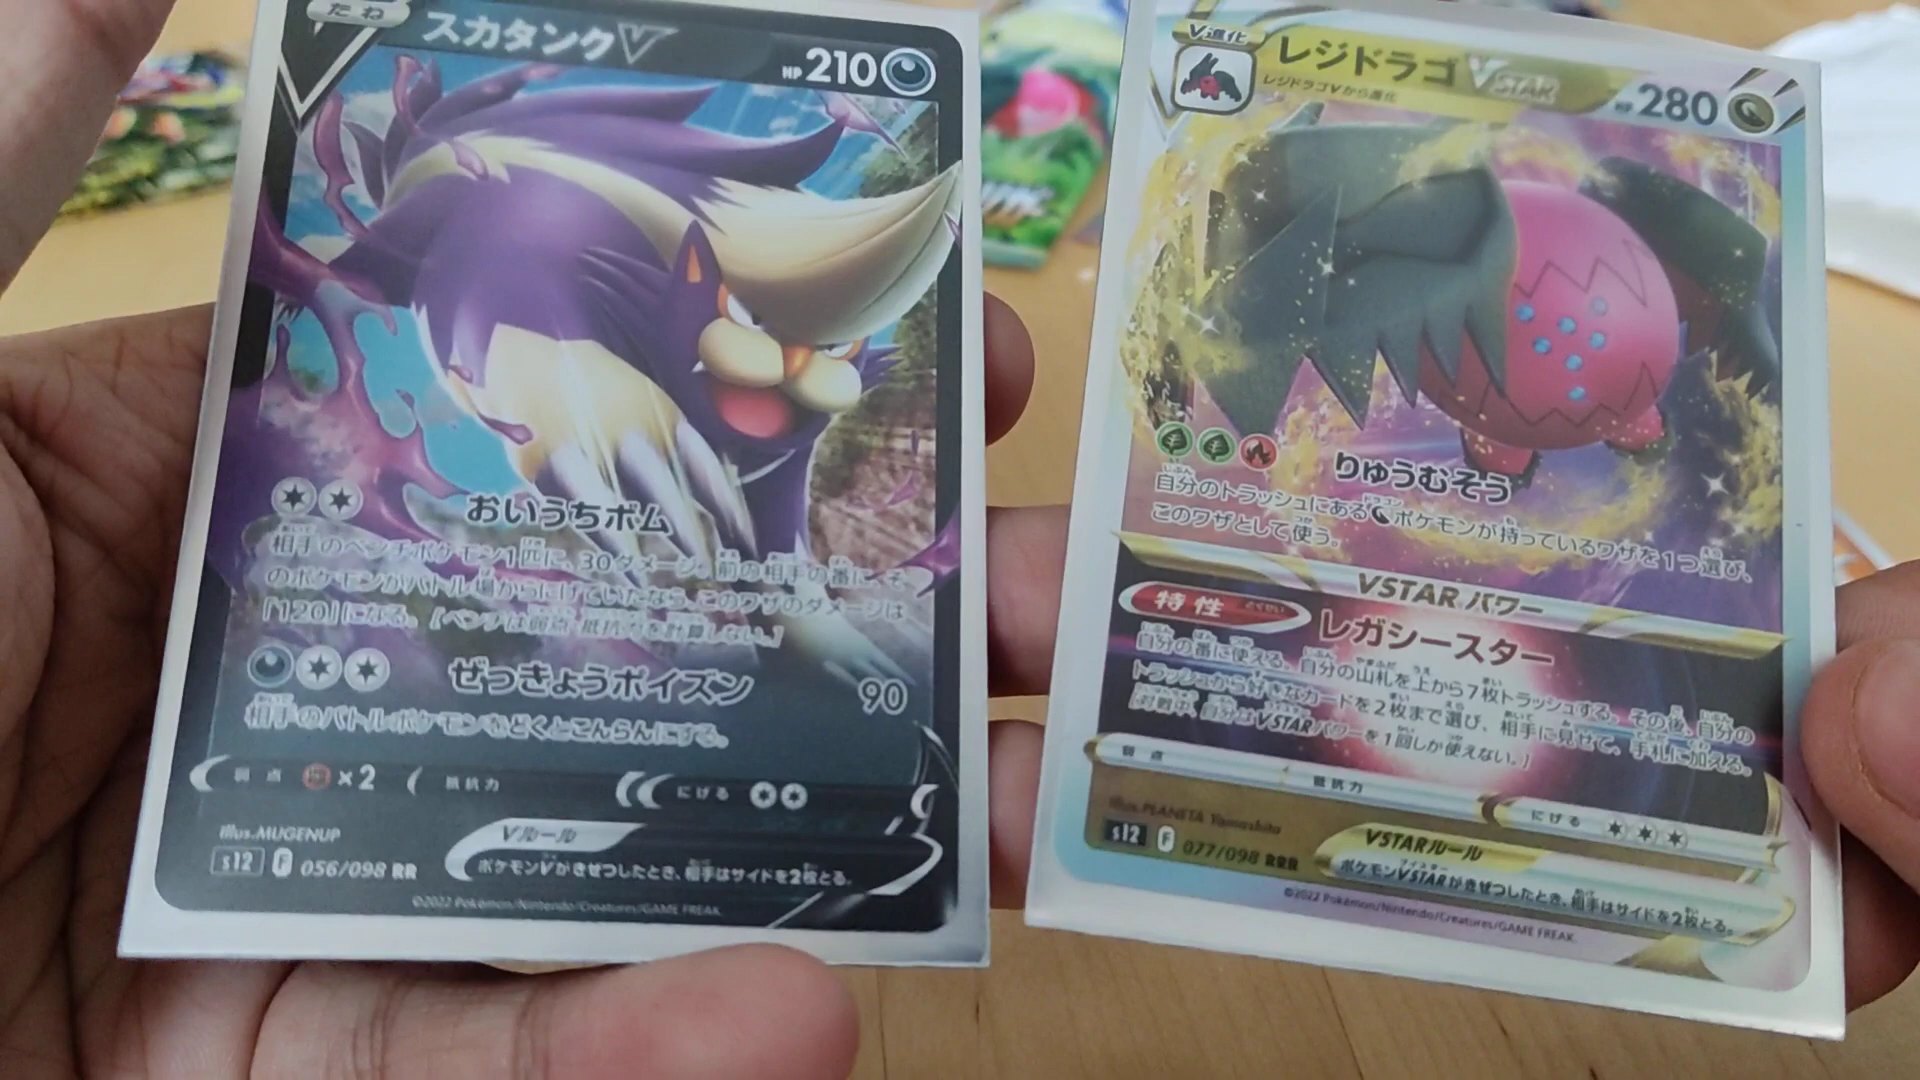 たね
スカタンクV
HP210
おいうちボム
相手のベンチポケモン1匹に、30ダメージ。前の相手の番に、そ
のポケモンがバトル場からにげていたなら、このワザのダメージは
「120」になる。[ベンチは弱点・抵抗力を計算しない。]
ぜっきょうポイズン 90
相手のバトルポケモンをどくとこんらんにする。
弱点 ×2 抵抗力 にげる
illus.MUGENUP
s12 F 056/098 RR
Vルール
ポケモンVがきぜつしたとき、相手はサイドを2枚とる。
©2022 Pokémon/Nintendo/Creatures/GAME FREAK.
V進化
レジドラゴVSTAR
レジドラゴVから進化
HP280
りゅうむそう
自分のトラッシュにあるポケモンが持っているワザを1つ選び、
このワザとして使う。
VSTARパワー
特性 レガシースター
自分の番に使える。自分の山札を上から7枚トラッシュする。その後、自分の
トラッシュから好きなカードを2枚まで選び、相手に見せて、手札に加える。
[対戦中、自分はVSTARパワーを1回しか使えない。]
弱点 抵抗力 にげる
illus.PLANETA Yamashita
s12 F 077/098 RRR
VSTARルール
ポケモンVSTARがきぜつしたとき、相手はサイドを2枚とる。
©2022 Pokémon/Nintendo/Creatures/GAME FREAK.